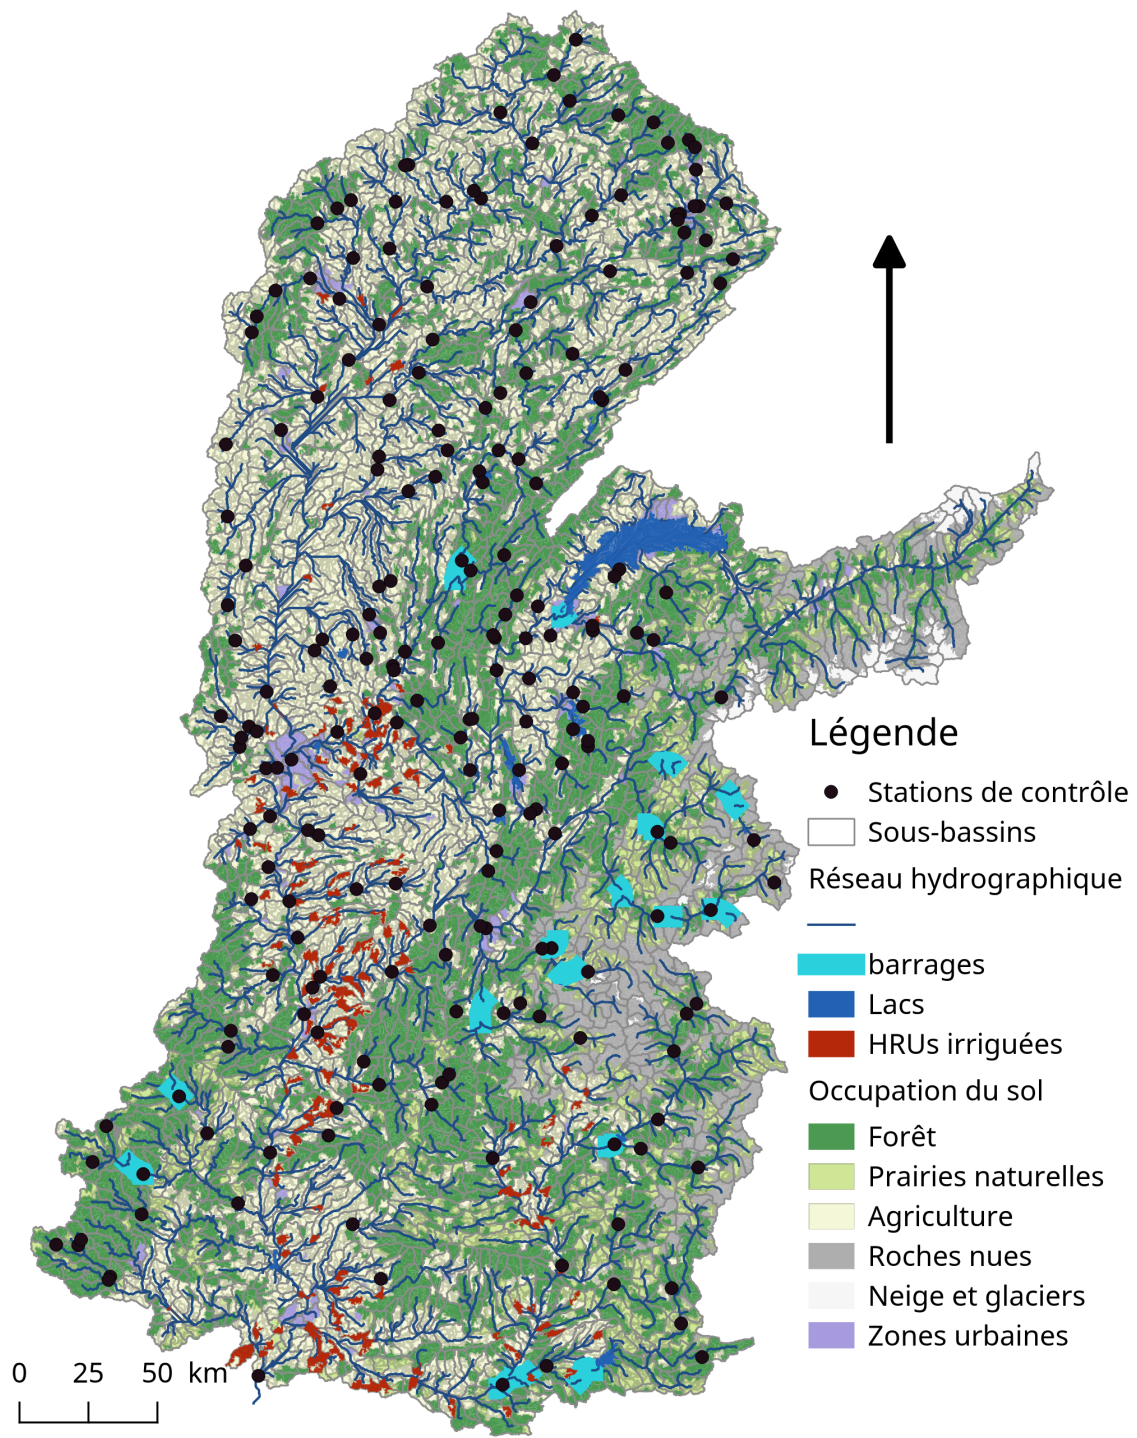 Légende
Stations de contrôle
Sous-bassins
Réseau hydrographique
barrages
Lacs
HRUs irriguées
Occupation du sol
Forêt
Prairies naturelles
Agriculture
Roches nues
Neige et glaciers
Zones urbaines
0 25 50 km